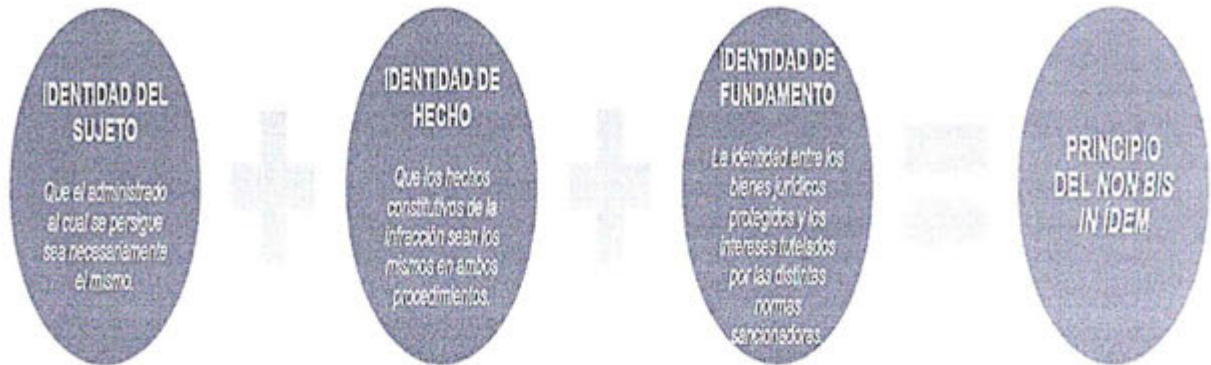 IDENTIDAD DEL
SUJETO
Que el administrado
al cual se persigue
sea necesariamente
el mismo.
+
IDENTIDAD DE
HECHO
Que los hechos
constitutivos de la
infracción sean los
mismos en ambos
procedimientos.
+
IDENTIDAD DE
FUNDAMENTO
La identidad entre los
bienes jurídicos
protegidos y los
intereses tutelados
por las distintas
normas
sancionadoras.
=
PRINCIPIO
DEL NON BIS
IN ÍDEM